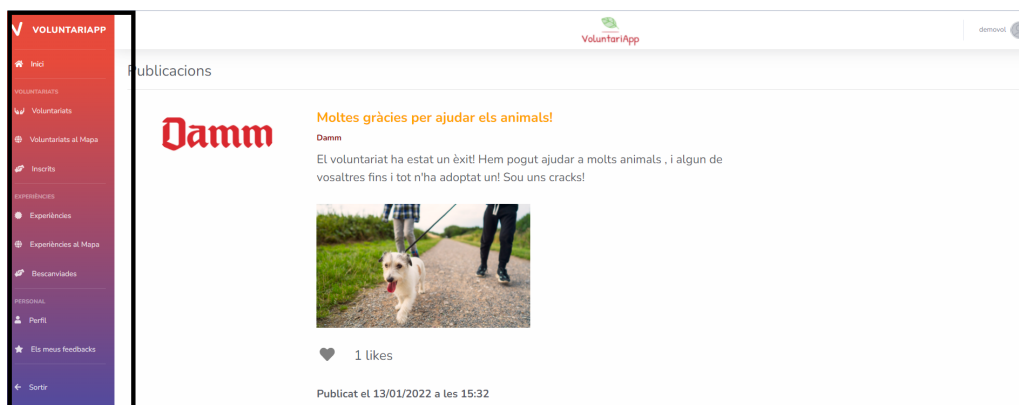 VOLUNTARIAPP
Inici
VOLUNTARIATS
Voluntariats
Voluntariats al Mapa
Inscrits
EXPERIÈNCIES
Experiències
Experiències al Mapa
Bescanviades
PERSONAL
Perfil
Els meus feedbacks
Sortir
VoluntariApp
demovol
Publicacions
Damm
Moltes gràcies per ajudar els animals!
Damm
El voluntariat ha estat un èxit! Hem pogut ajudar a molts animals , i algun de
vosaltres fins i tot n'ha adoptat un! Sou uns cracks!
1 likes
Publicat el 13/01/2022 a les 15:32